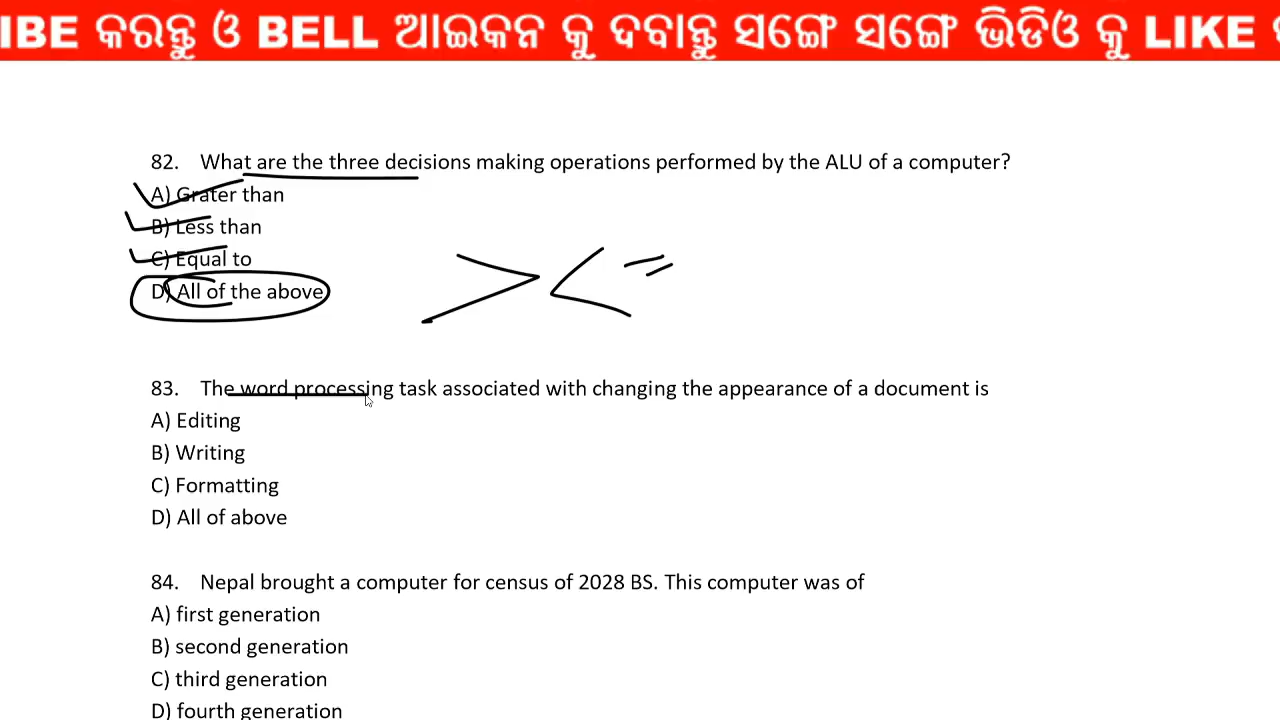 IBE କରନ୍ତୁ ଓ BELL ଆଇକନ କୁ ଦବାନ୍ତୁ ସଙ୍ଗେ ସଙ୍ଗେ ଭିଡିଓ କୁ LIKE
82. What are the three decisions making operations performed by the ALU of a computer?
A) Grater than
B) Less than
C) Equal to
D) All of the above
> < =
83. The word processing task associated with changing the appearance of a document is
A) Editing
B) Writing
C) Formatting
D) All of above
84. Nepal brought a computer for census of 2028 BS. This computer was of
A) first generation
B) second generation
C) third generation
D) fourth generation